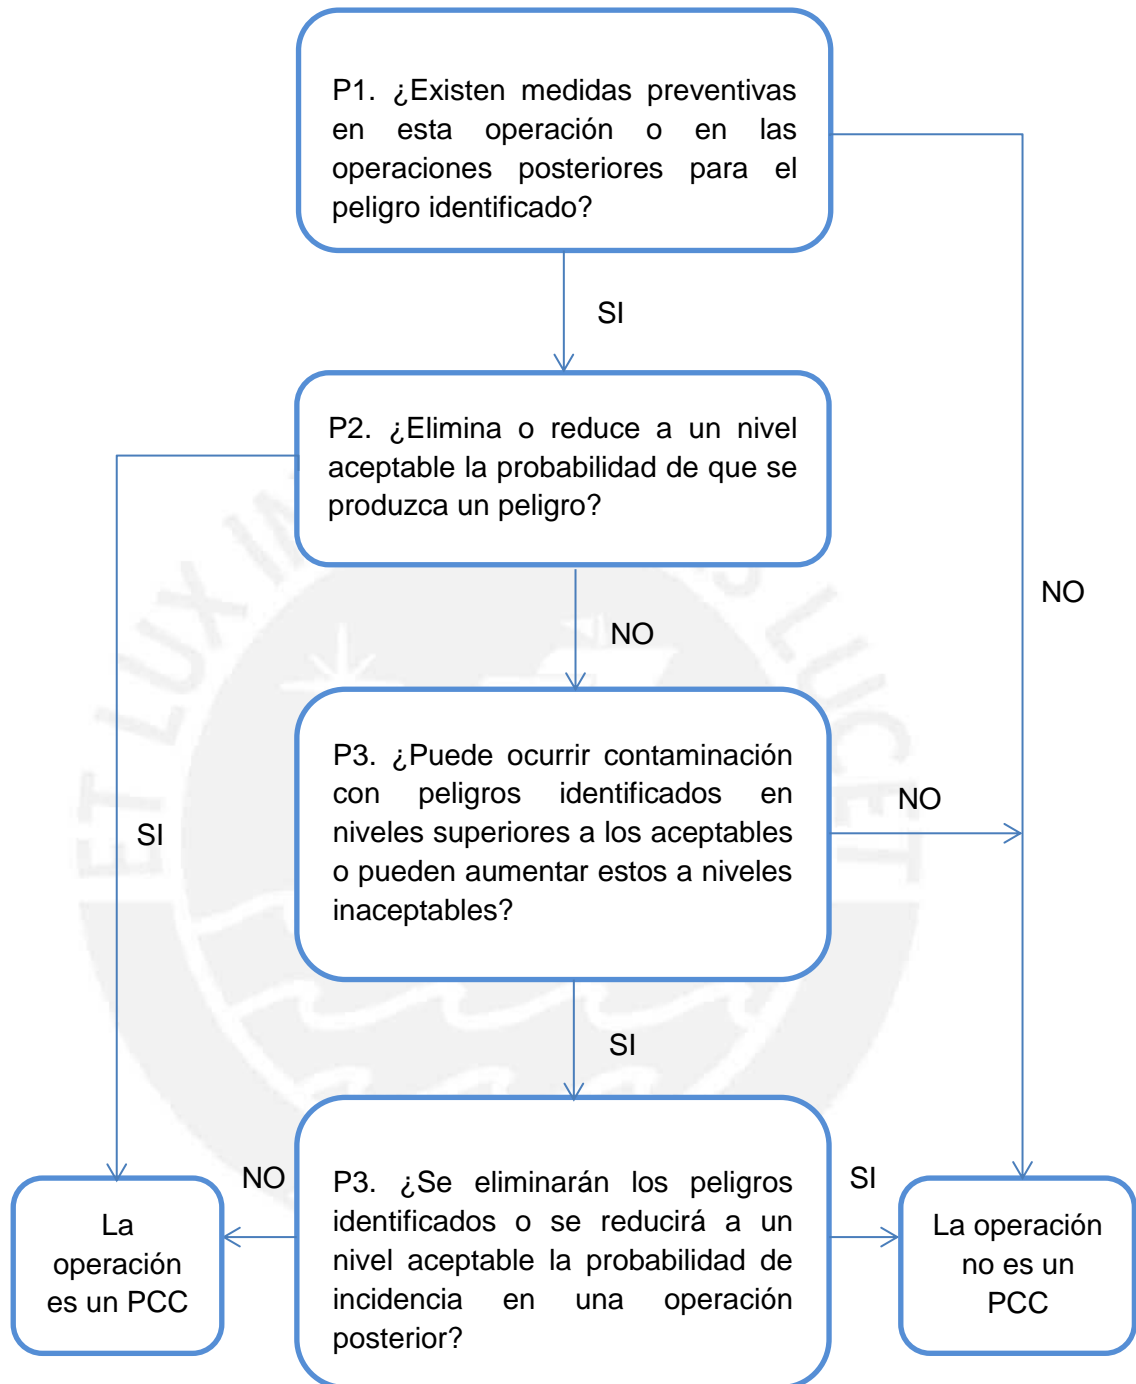 P1. ¿Existen medidas preventivas
en esta operación o en las
operaciones posteriores para el
peligro identificado?
SI
P2. ¿Elimina o reduce a un nivel
aceptable la probabilidad de que se
produzca un peligro?
NO
NO
P3. ¿Puede ocurrir contaminación
con peligros identificados en
niveles superiores a los aceptables
o pueden aumentar estos a niveles
inaceptables?
NO
SI
SI
P3. ¿Se eliminarán los peligros
identificados o se reducirá a un
nivel aceptable la probabilidad de
incidencia en una operación
posterior?
NO
SI
La
operación
es un PCC
La operación
no es un
PCC
ET LUX IN
LUCET